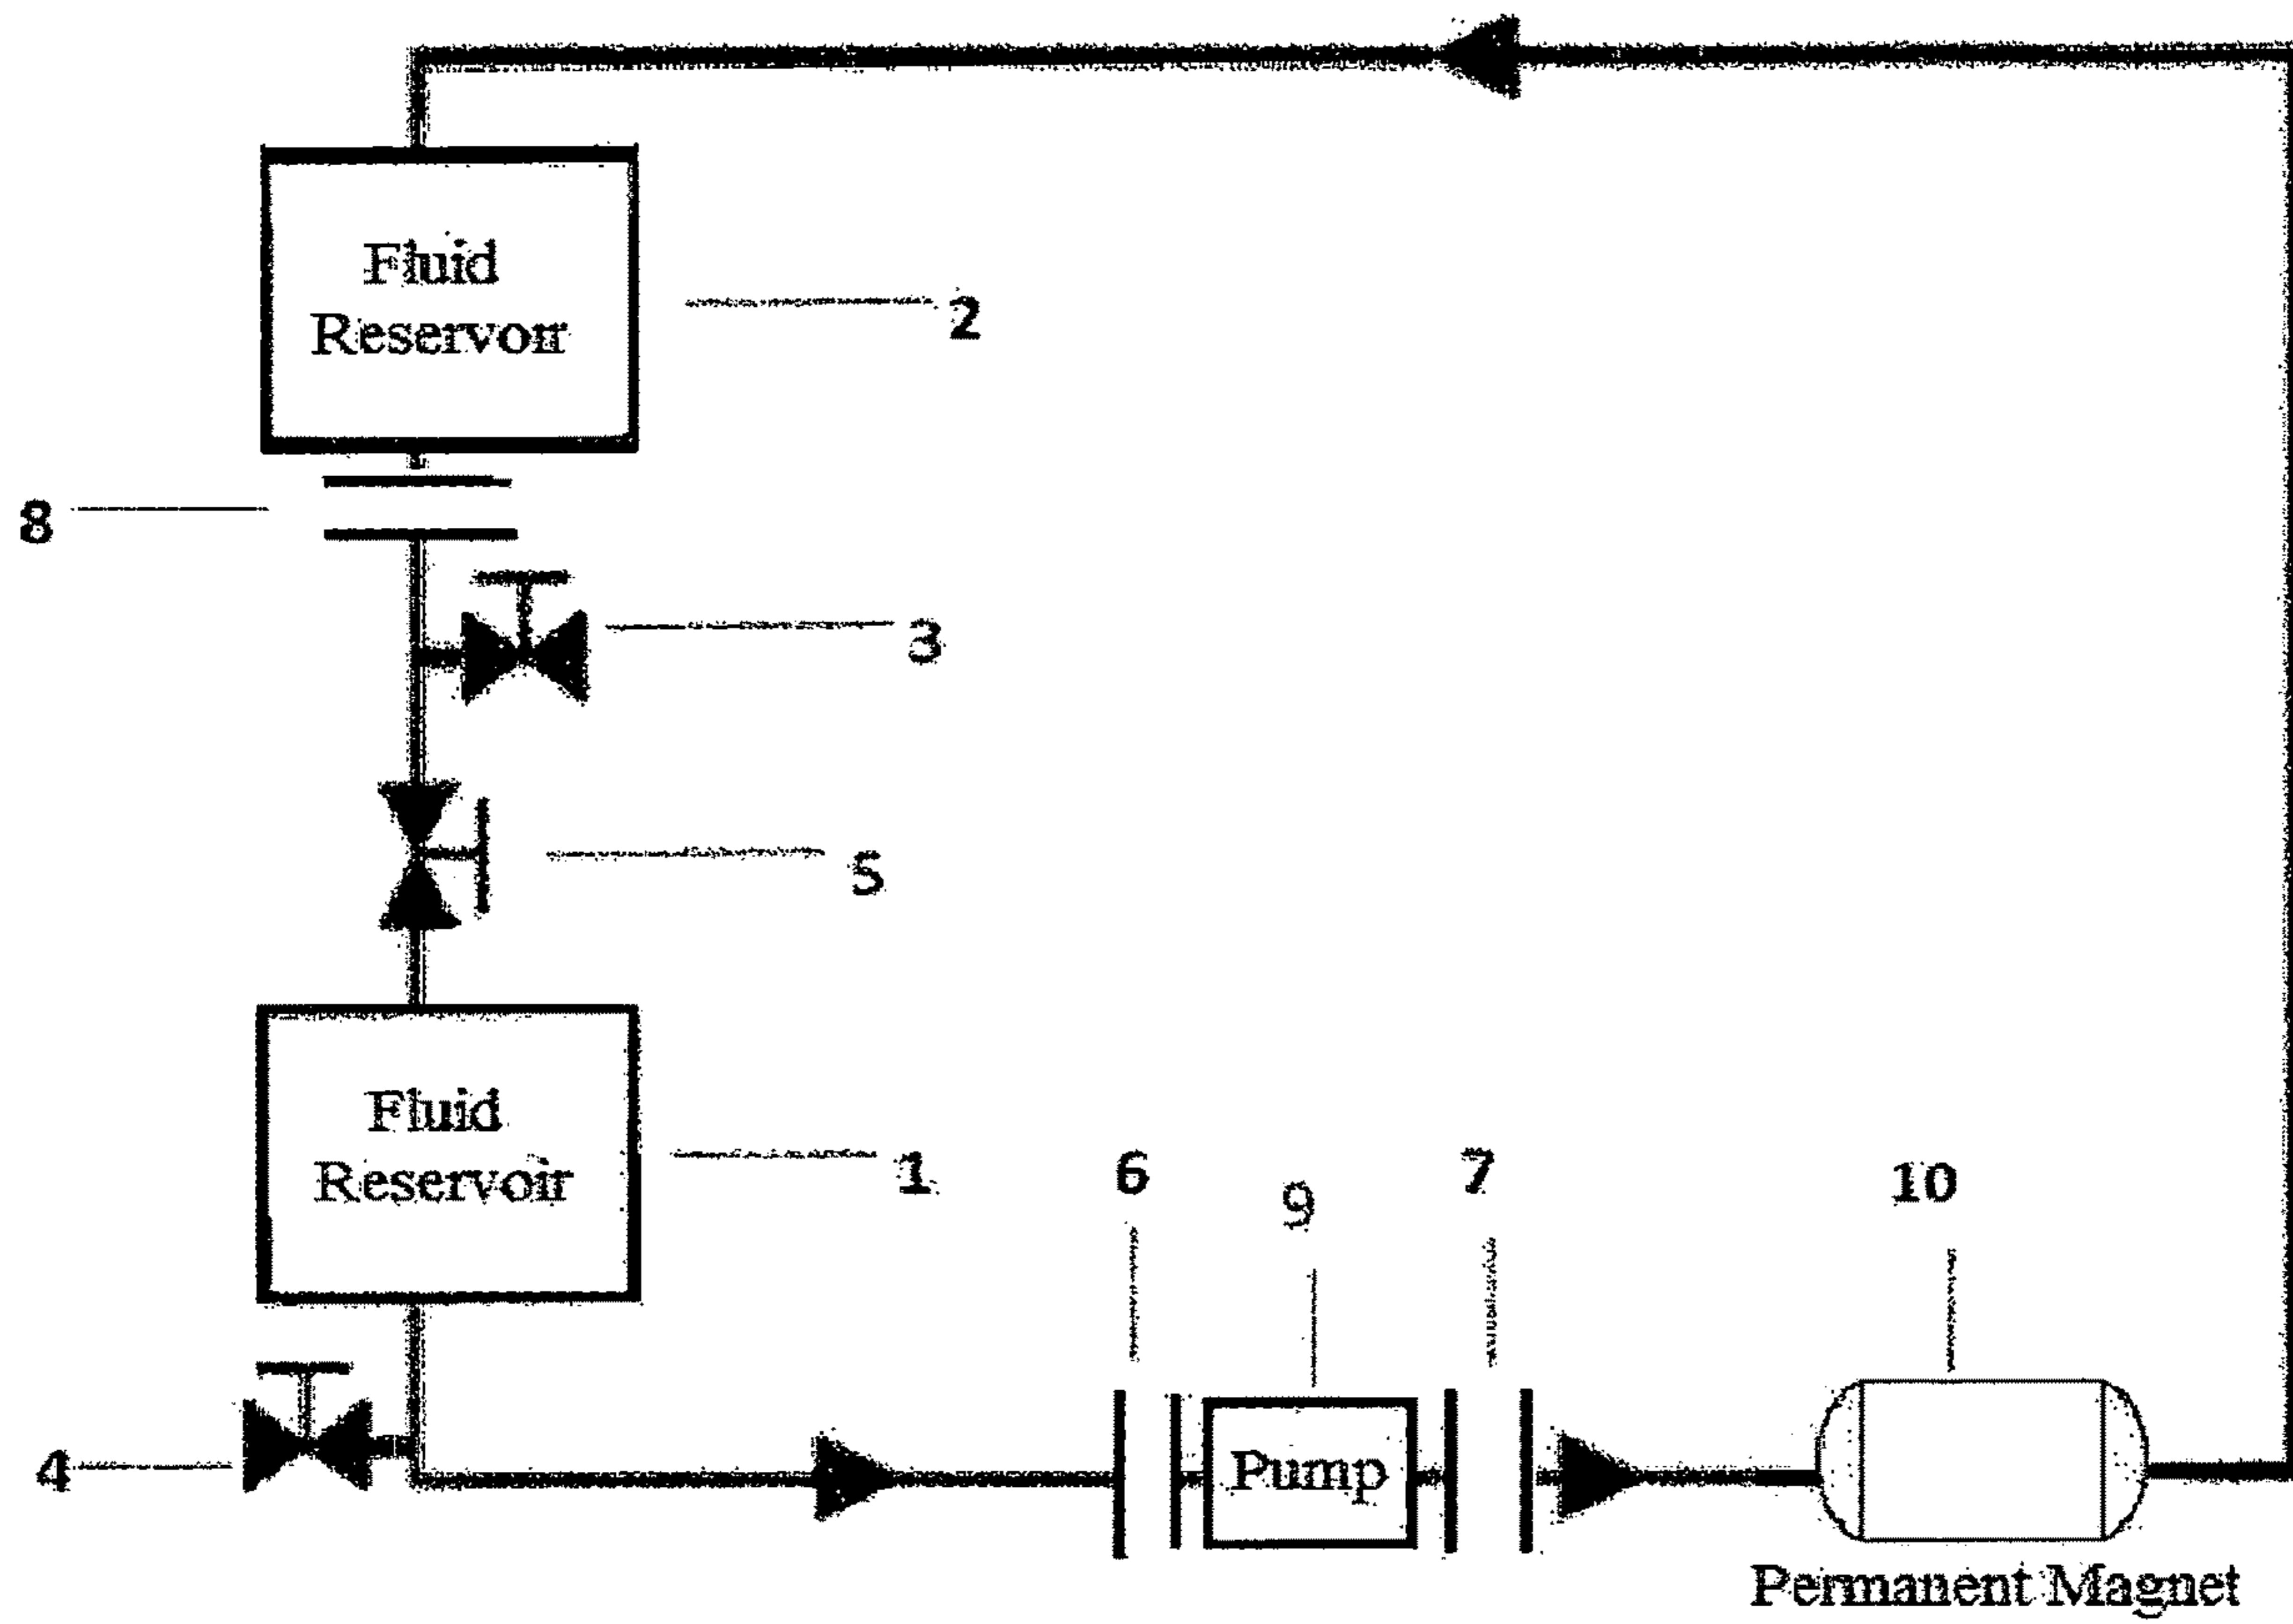 Fluid
Reservoir
2
8
3
5
Fluid
Reservoir
1
6
9
7
10
4
Pump
Permanent Magnet